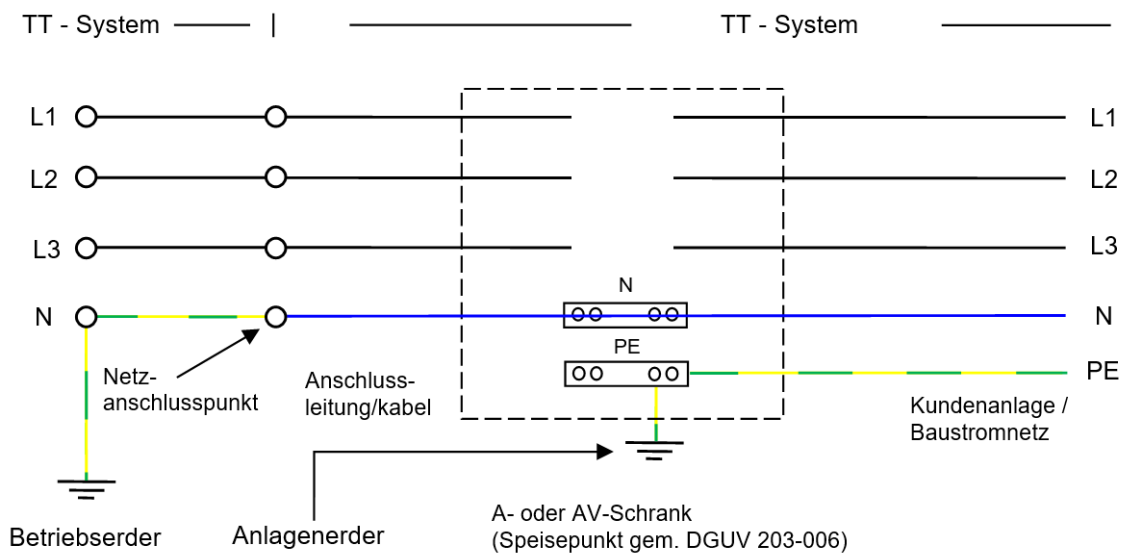 TT - System
TT - System
L1
L1
L2
L2
L3
L3
N
N
N
PE
PE
Netz-
anschlusspunkt
Anschluss-
leitung/kabel
Kundenanlage /
Baustromnetz
Betriebserder
Anlagenerder
A- oder AV-Schrank
(Speisepunkt gem. DGUV 203-006)